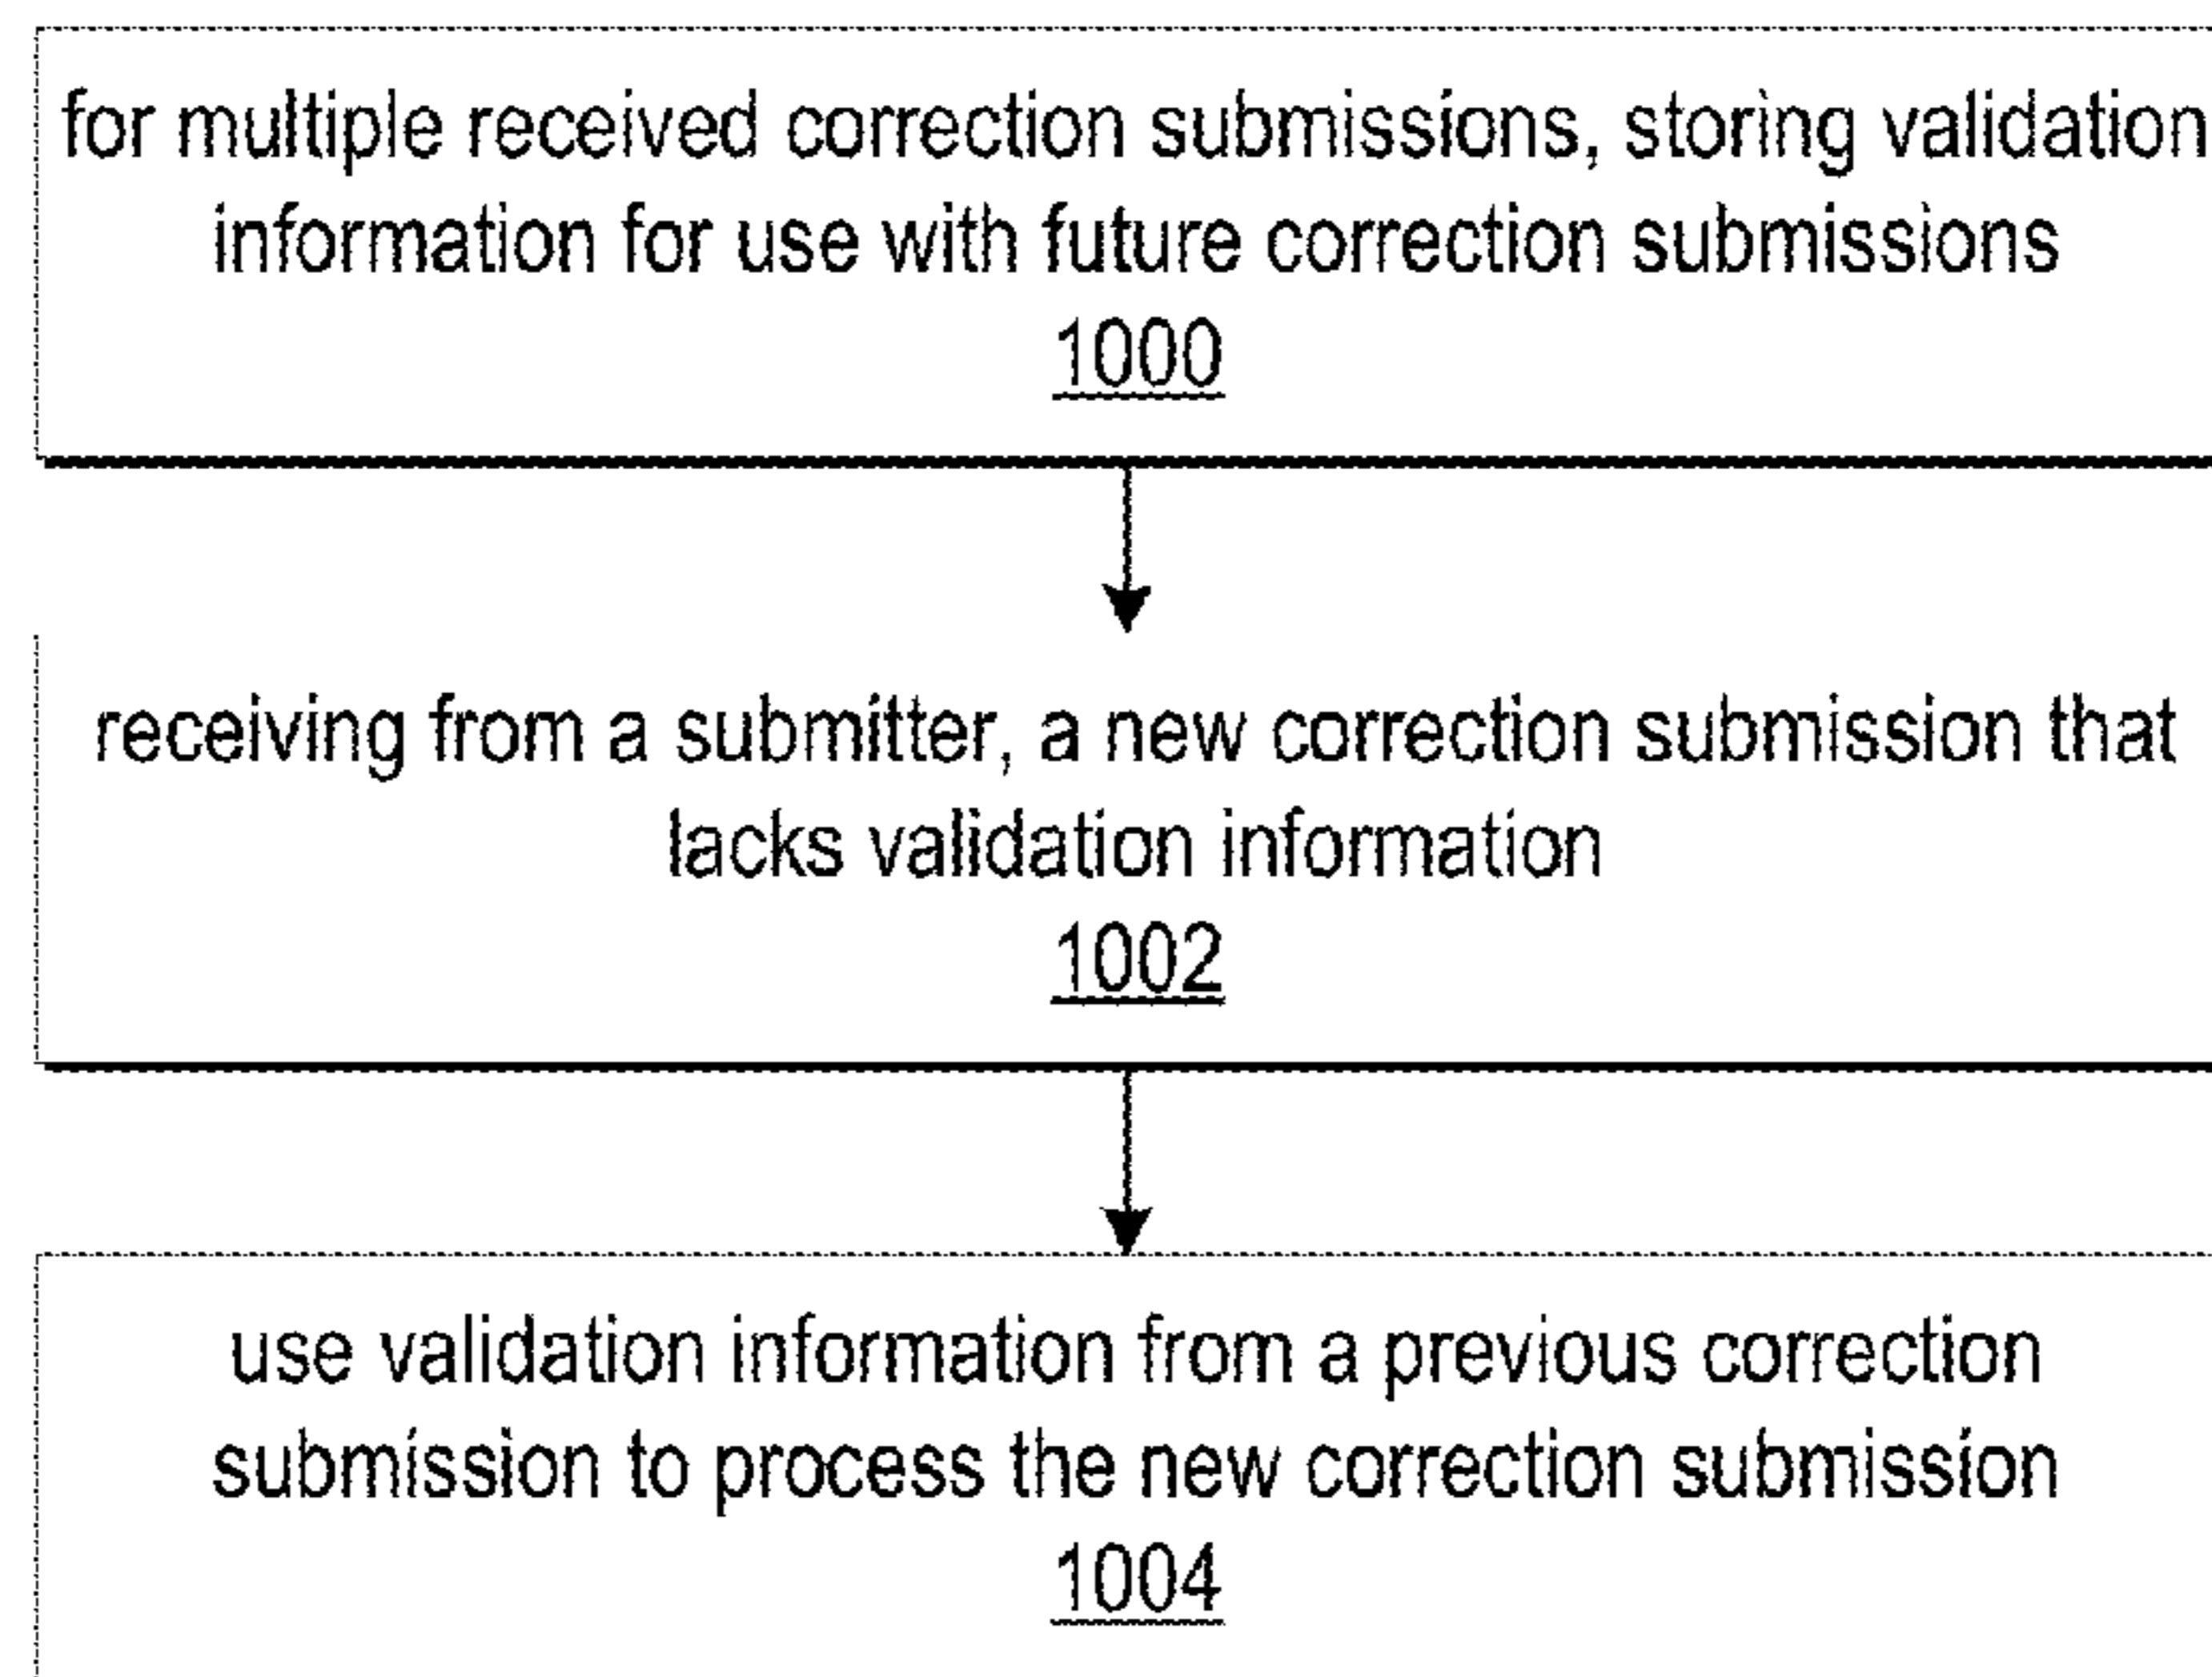 for multiple received correction submissions, storing validation
information for use with future correction submissions
1000
receiving from a submitter, a new correction submission that
lacks validation information
1002
use validation information from a previous correction
submission to process the new correction submission
1004